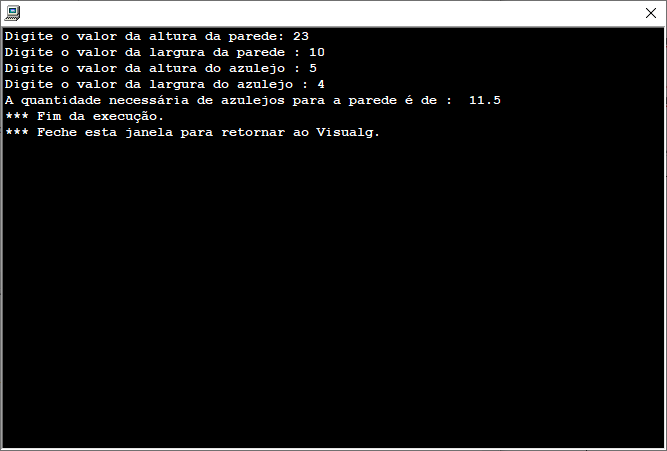 Digite o valor da altura da parede: 23
Digite o valor da largura da parede : 10
Digite o valor da altura do azulejo : 5
Digite o valor da largura do azulejo : 4
A quantidade necessária de azulejos para a parede é de :  11.5
*** Fim da execução.
*** Feche esta janela para retornar ao Visualg.